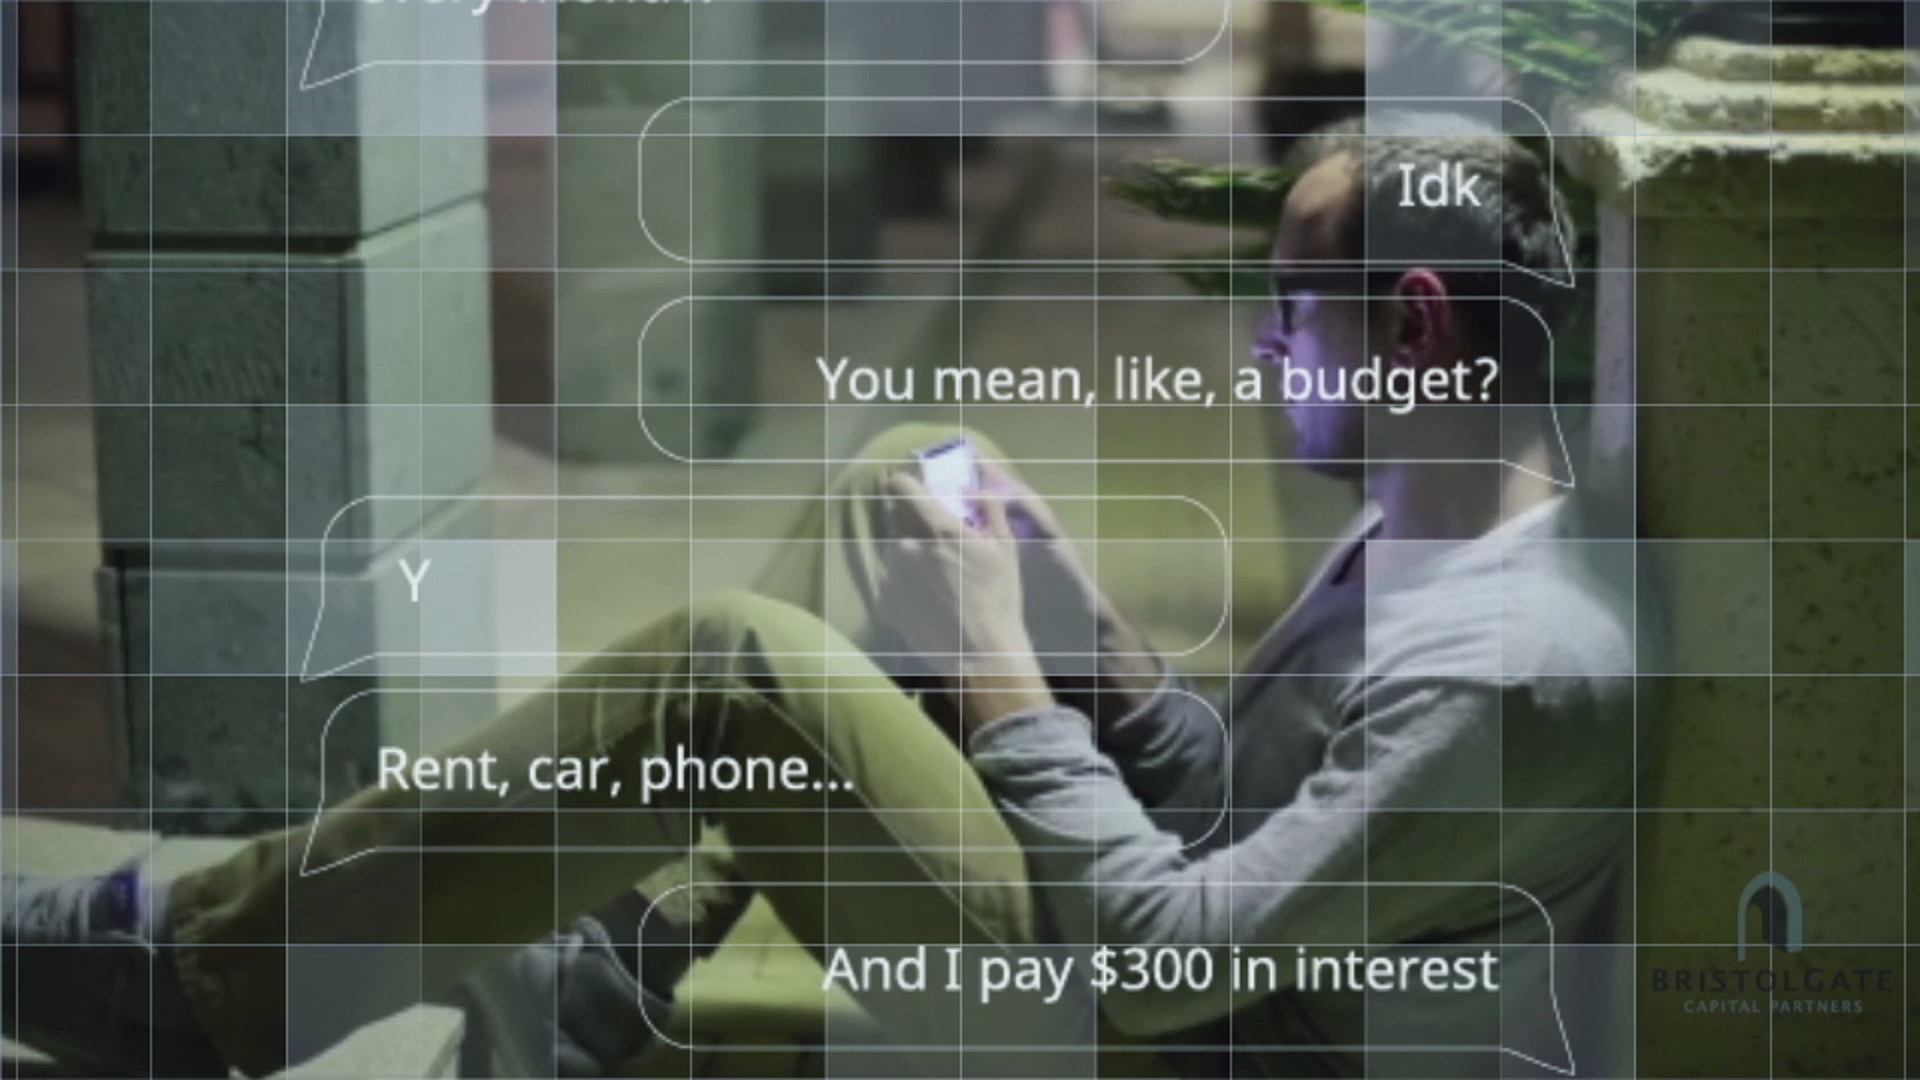 Idk
You mean, like, a budget?
Y
Rent, car, phone...
And I pay $300 in interest
BRISTOLGATE
CAPITAL PARTNERS